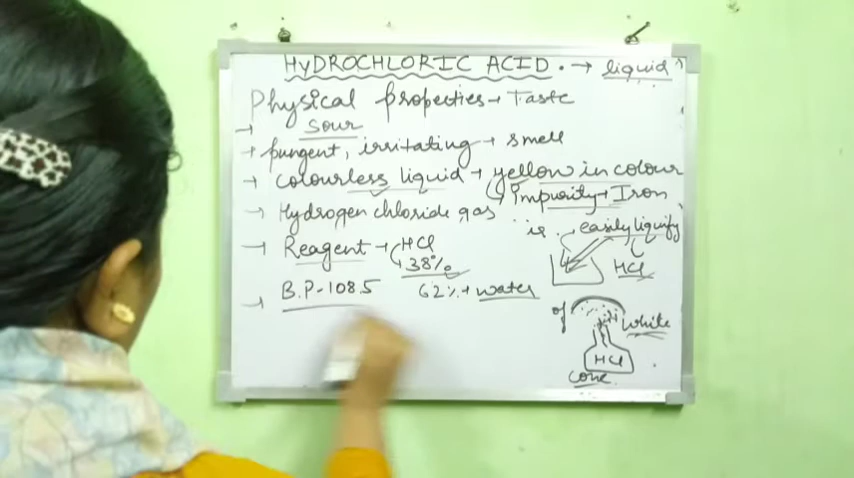 HYDROCHLORIC ACID. → liquid
Physical properties → Taste
→ sour
→ pungent, irritating → smell
→ colourless liquid → yellow in colour
impurity → Iron
→ Hydrogen chloride gas is easily liquify
→ Reagent → HCl
→ 38%
HCl
→ B.P-108.5 62% → water
of white
HCl
conc